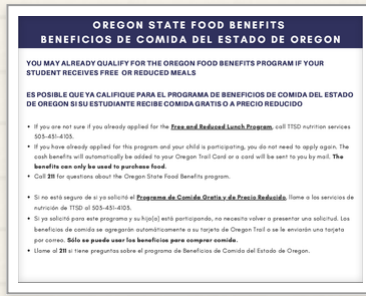 OREGON STATE FOOD BENEFITS
BENEFICIOS DE COMIDA DEL ESTADO DE OREGON
YOU MAY ALREADY QUALIFY FOR THE OREGON FOOD BENEFITS PROGRAM IF YOUR
STUDENT RECEIVES FREE OR REDUCED MEALS
ES POSIBLE QUE YA CALIFIQUE PARA EL PROGRAMA DE BENEFICIOS DE COMIDA DEL ESTADO
DE OREGON SI SU ESTUDIANTE RECIBE COMIDA GRATIS O A PRECIO REDUCIDO
• If you are not sure if you already applied for the Free and Reduced Lunch Program, call TTSD nutrition services
503-431-4103.
• If you have already applied for this program and your child is participating, you do not need to apply again. The
cash benefits will automatically be added to your Oregon Trail Card or a card will be sent to you by mail. The
benefits can only be used to purchase food.
• Call 211 for questions about the Oregon State Food Benefits program.
• Si no está seguro de si ya solicitó el Programa de Comida Gratis y de Precio Reducido, llame a los servicios de
nutrición de TTSD al 503-431-4103.
• Si ya solicitó para este programa y su hijo(a) está participando, no necesita volver a presentar una solicitud. Los
beneficios de comida se agregarán automáticamente a su tarjeta de Oregon Trail o se le enviarán una tarjeta
por correo. Sólo se puede usar los beneficios para comprar comida.
• Llame al 211 si tiene preguntas sobre el programa de Beneficios de Comida del Estado de Oregon.